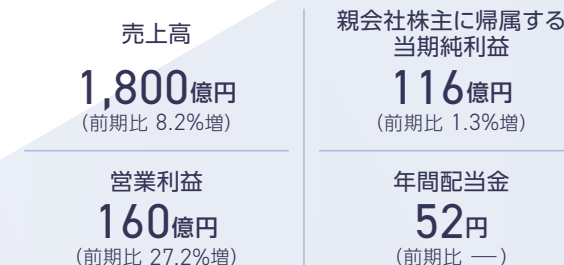 売上高
1,800億円
(前期比 8.2%増)
親会社株主に帰属する
当期純利益
116億円
(前期比 1.3%増)
営業利益
160億円
(前期比 27.2%増)
年間配当金
52円
(前期比 ―)